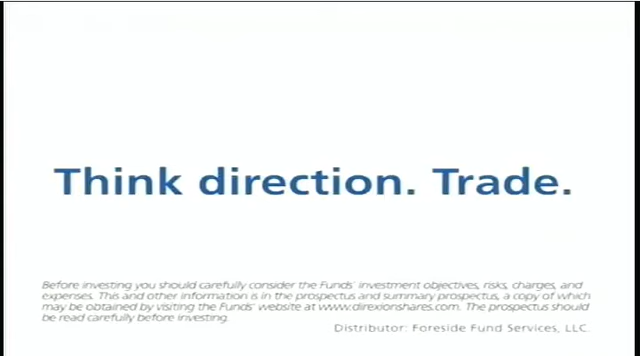 Think direction. Trade.
Before investing you should carefully consider the Funds' investment objectives, risks, charges, and
expenses. This and other information is in the prospectus and summary prospectus, a copy of which
may be obtained by visiting the Funds' website at www.direxionshares.com. The prospectus should
be read carefully before investing.
Distributor: Foreside Fund Services, LLC.